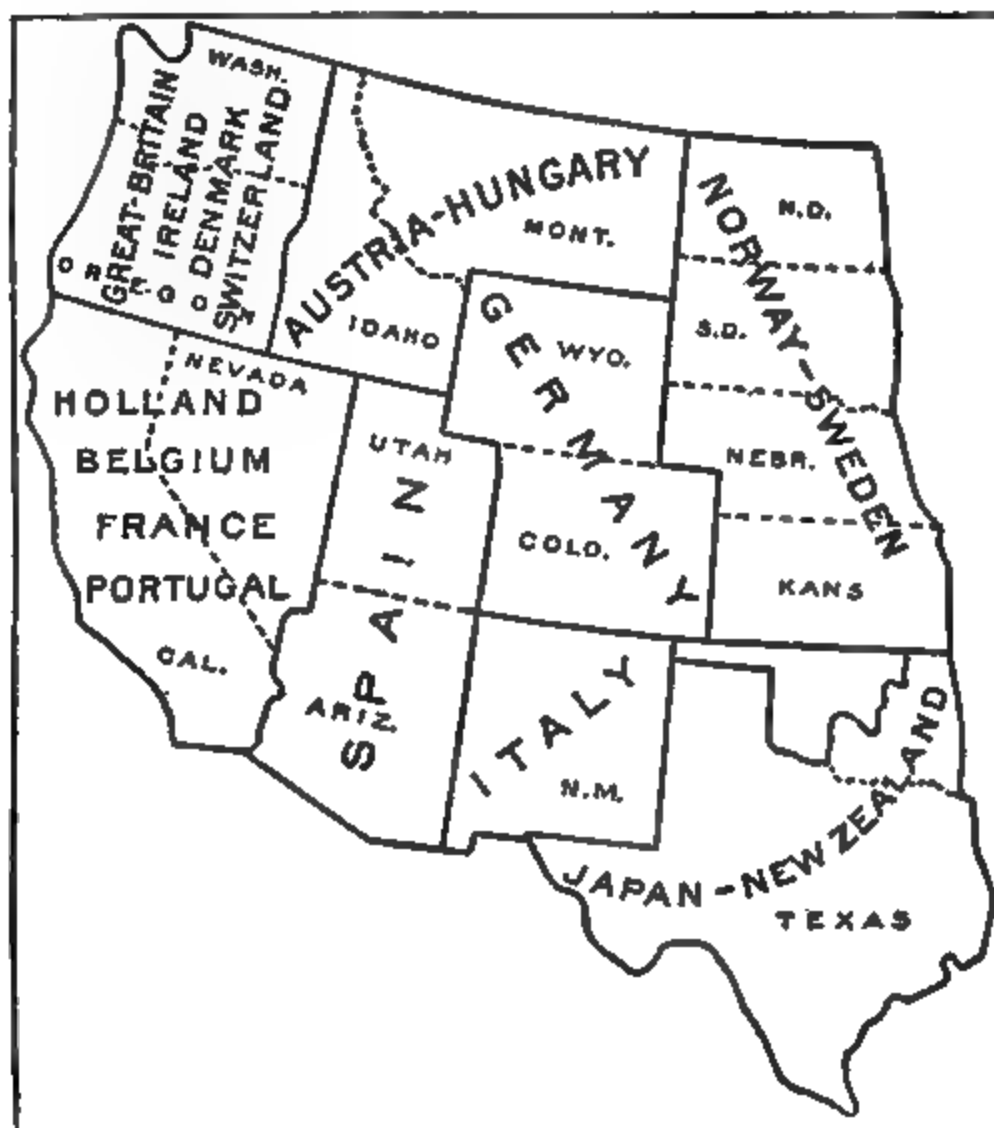 WASH.
GREAT-BRITAIN
IRELAND
DENMARK
SWITZERLAND
OREGON
AUSTRIA-HUNGARY
MONT.
IDAHO
NORWAY-SWEDEN
N.D.
S.D.
NEBR.
KANS
GERMANY
WYO.
COLO.
NEVADA
HOLLAND
BELGIUM
FRANCE
PORTUGAL
CAL.
UTAH
SPAIN
ARIZ.
ITALY
N.M.
JAPAN-NEW ZEALAND
TEXAS